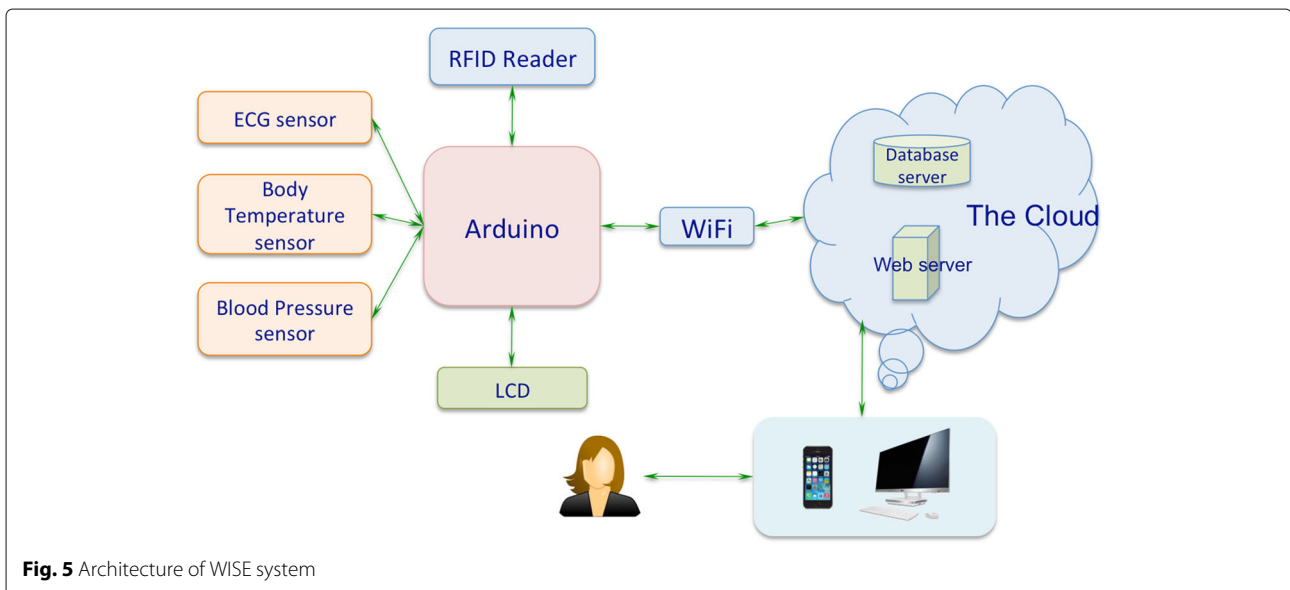 RFID Reader
ECG sensor
Body
Temperature
sensor
Blood Pressure
sensor
Arduino
LCD
WiFi
Database
server
The Cloud
Web server
Fig. 5 Architecture of WISE system